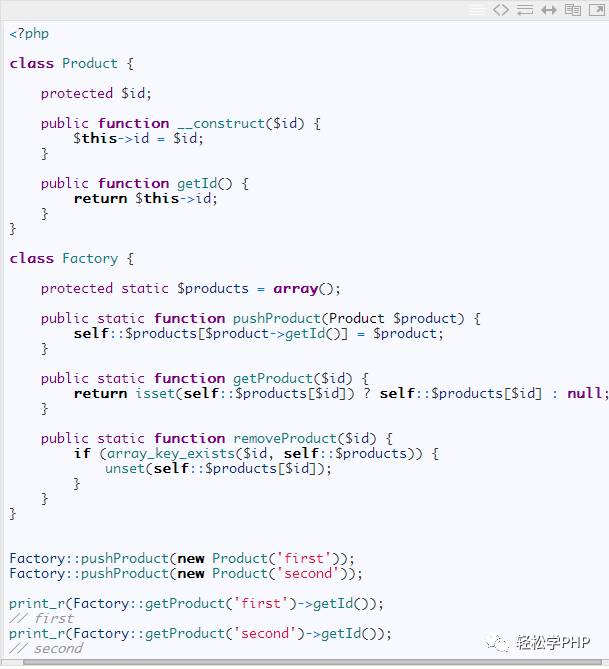 <?php
class Product {
    protected $id;
    public function __construct($id) {
        $this->id = $id;
    }
    public function getId() {
        return $this->id;
    }
}
class Factory {
    protected static $products = array();
    public static function pushProduct(Product $product) {
        self::$products[$product->getId()] = $product;
    }
    public static function getProduct($id) {
        return isset(self::$products[$id]) ? self::$products[$id] : null;
    }
    public static function removeProduct($id) {
        if (array_key_exists($id, self::$products)) {
            unset(self::$products[$id]);
        }
    }
}
Factory::pushProduct(new Product('first'));
Factory::pushProduct(new Product('second'));
print_r(Factory::getProduct('first')->getId());
// first
print_r(Factory::getProduct('second')->getId());
// second
轻松学PHP